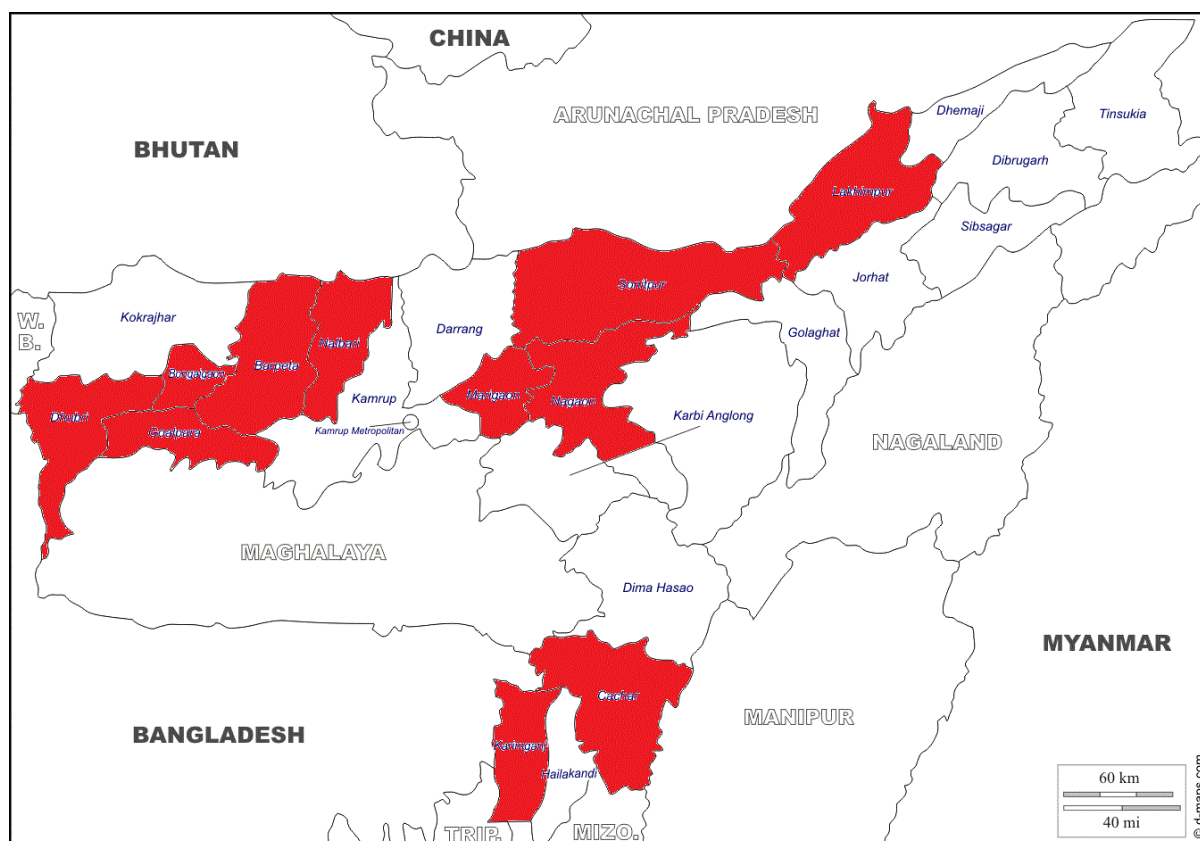 CHINA
ARUNACHAL PRADESH
Dhemaji
Tinsukia
BHUTAN
Dibrugarh
Lakhimpur
Sibsagar
Jorhat
Sonitpur
W.
B.
Kokrajhar
Darrang
Golaghat
Nalbari
Barpeta
Bongaigaon
Marigaon
Nagaon
Kamrup
Karbi Anglong
Dhubri
Goalpara
Kamrup Metropolitan
NAGALAND
MAGHALAYA
Dima Hasao
MYANMAR
Cachar
MANIPUR
BANGLADESH
Karimganj
Hailakandi
TRIP.
MIZO.
60 km
40 mi
© d-maps.com